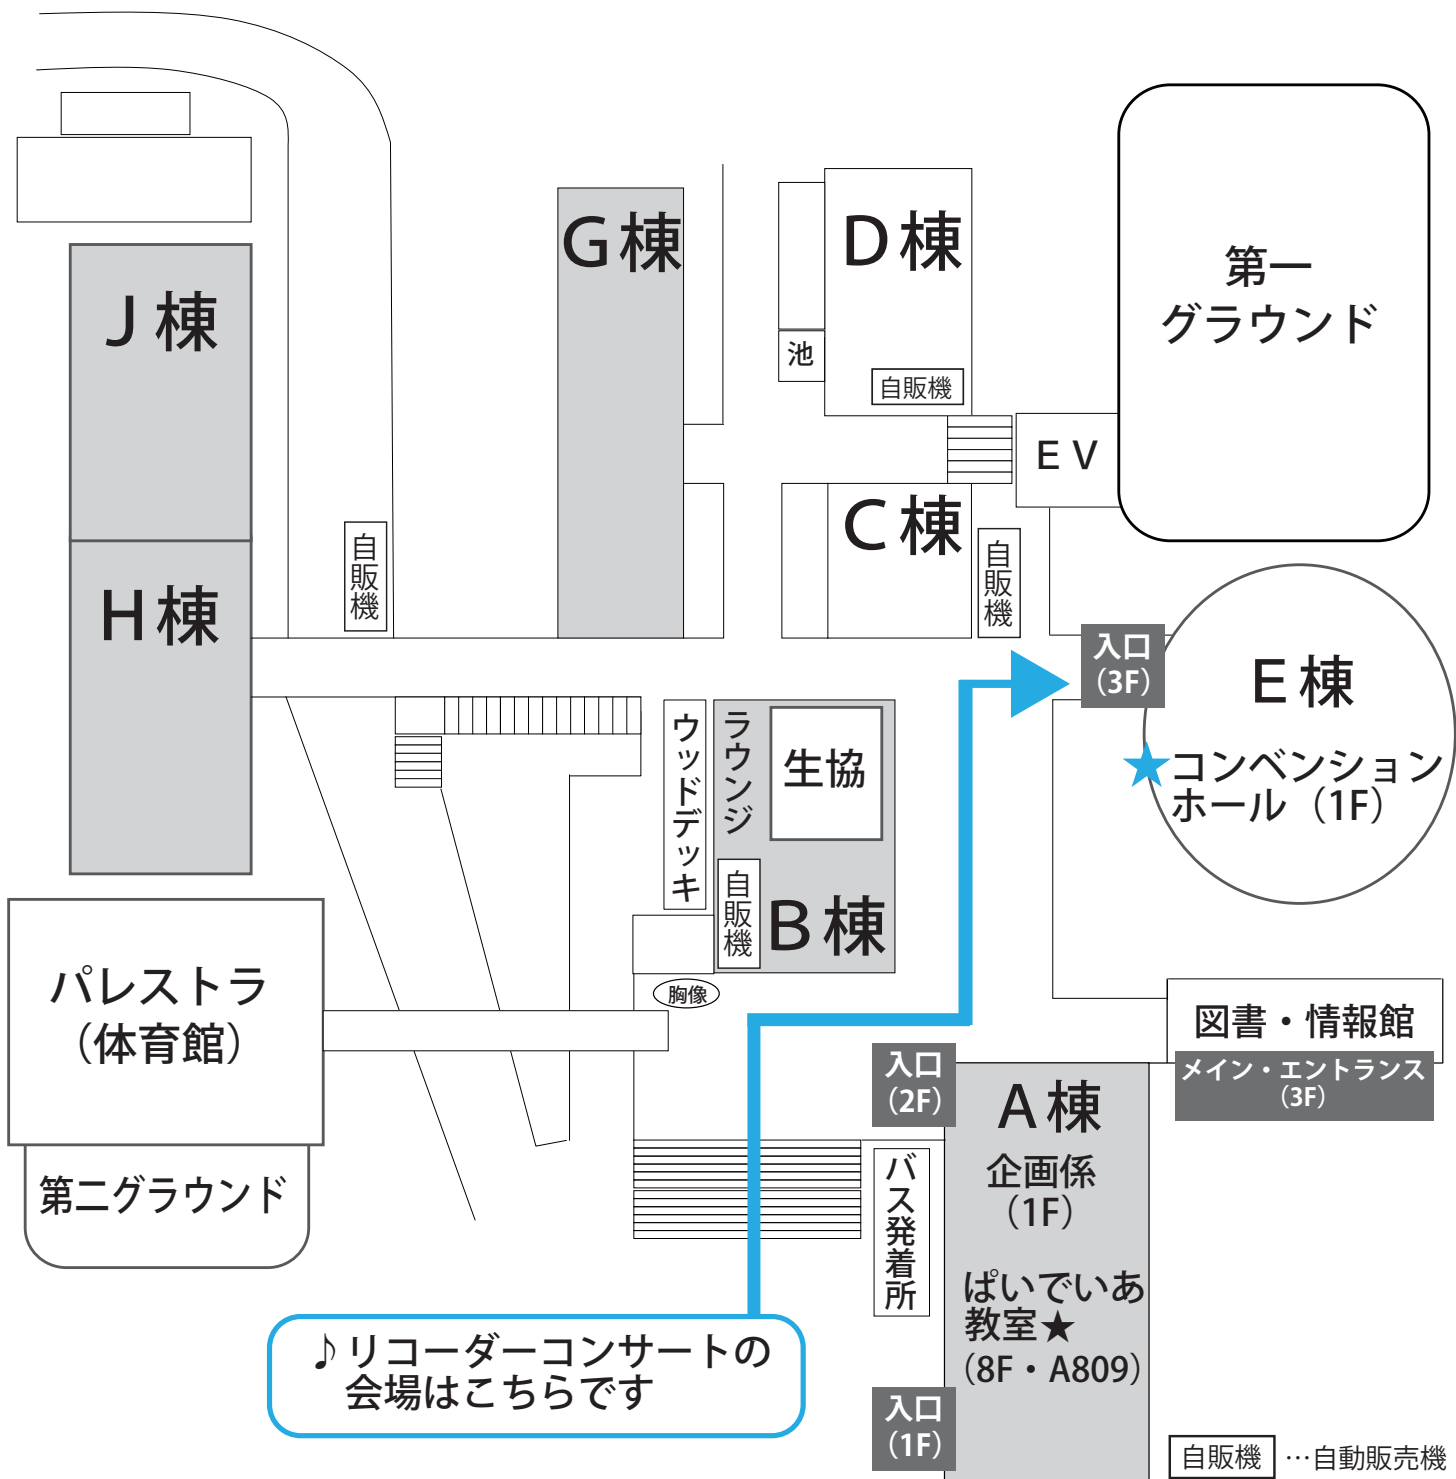 G棟
D棟
第一
グラウンド
J棟
池
自販機
EV
C棟
自販機
自販機
H棟
入口
（3F）
E棟
コンベンション
ホール（1F）
ウッドデッキ
ラウンジ
生協
自販機
B棟
胸像
パレストラ
（体育館）
第二グラウンド
図書・情報館
メイン・エントランス
（3F）
入口
（2F）
A棟
企画係
（1F）
バス発着所
ぱいでいあ
教室★
（8F・A809）
♪リコーダーコンサートの
会場はこちらです
入口
（1F）
自販機…自動販売機